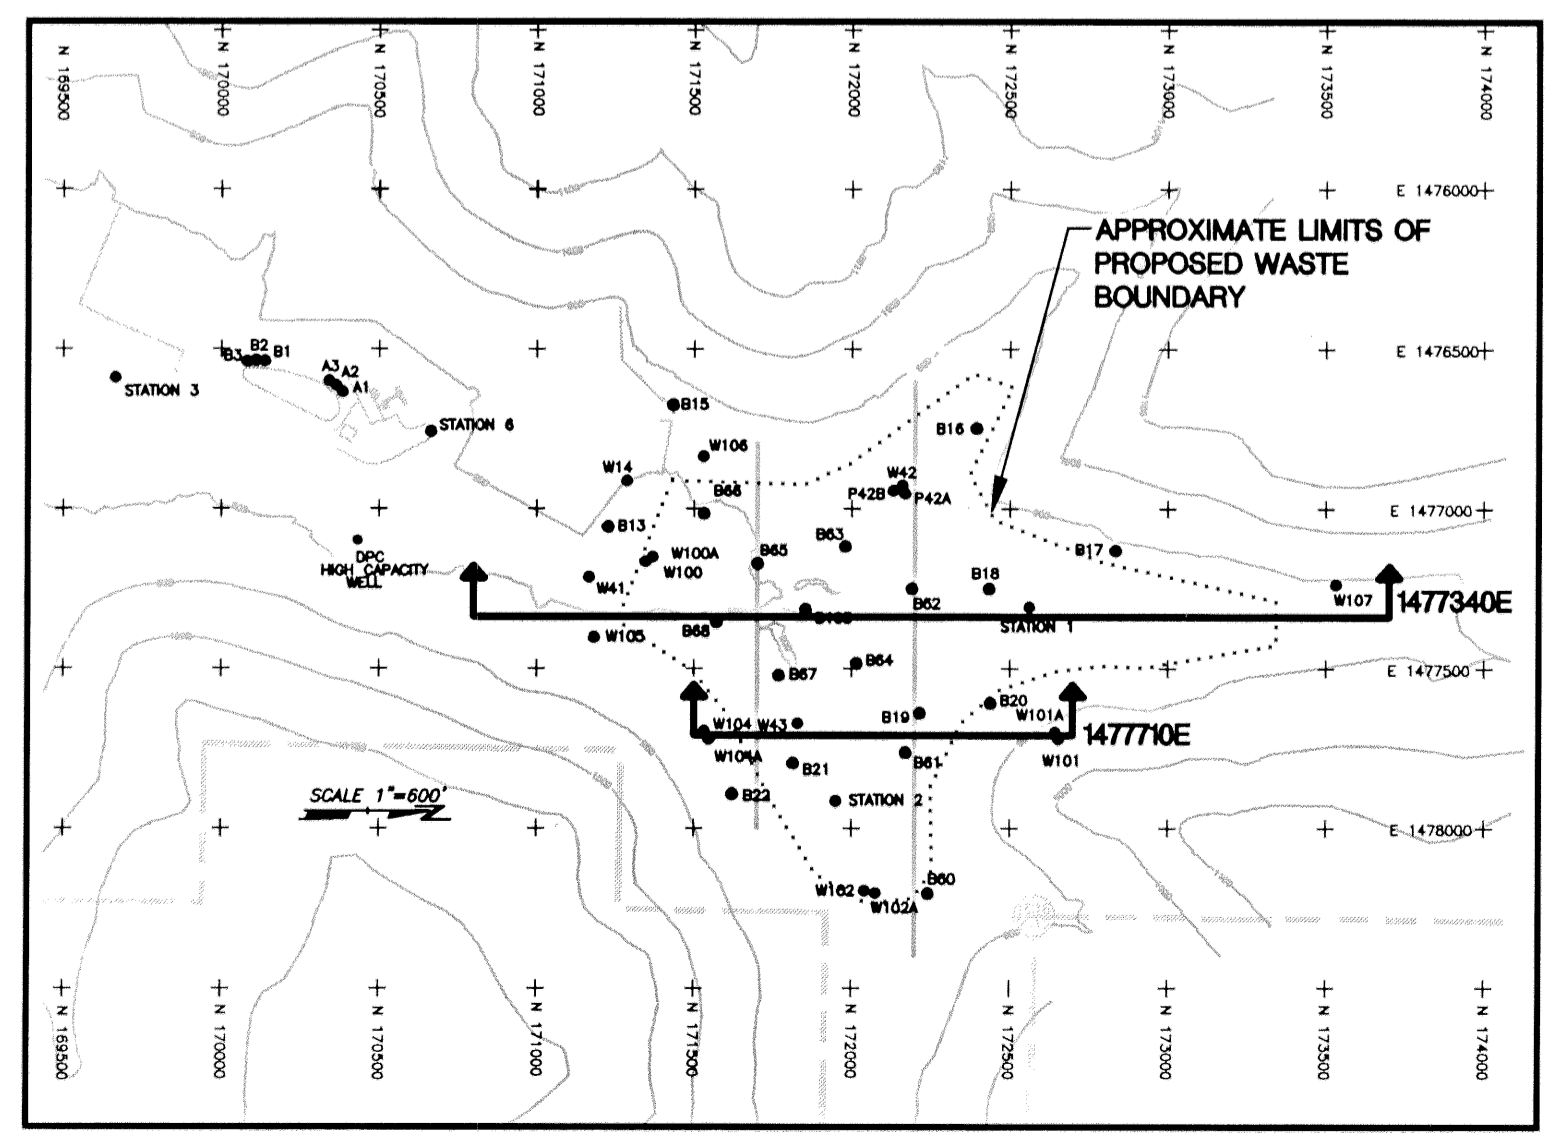 N 169500
N 170000
N 170500
N 171000
N 171500
N 172000
N 172500
N 173000
N 173500
N 174000
E 1476000
APPROXIMATE LIMITS OF
PROPOSED WASTE
BOUNDARY
E 1476500
B3
B2
B1
A3
A2
A1
STATION 3
STATION 6
B15
B16
W106
W14
W42
B66
P42B
P42A
E 1477000
B13
B63
B17
DPC
HIGH CAPACITY
WELL
W100A
W100
B65
W41
B18
B62
W107
1477340E
B68
STATION 1
W105
B64
B67
E 1477500
B20
B19
W101A
W104
W43
1477710E
W104A
B61
W101
B21
B22
STATION 2
SCALE 1"=600'
E 1478000
B60
W102
W102A
N 169500
N 170000
N 170500
N 171000
N 171500
N 172000
N 172500
N 173000
N 173500
N 174000